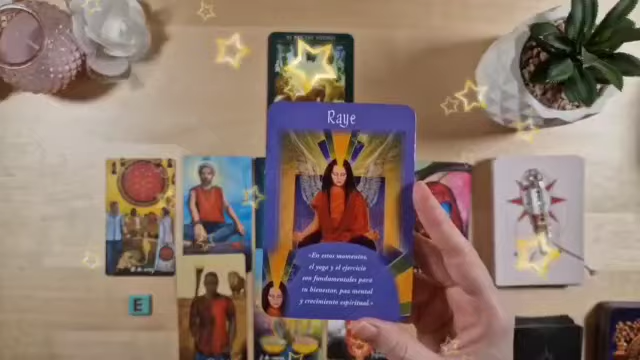 Raye
«En estos momentos,
el yoga y el ejercicio
son fundamentales para
tu bienestar, paz mental
y crecimiento espiritual.»
E